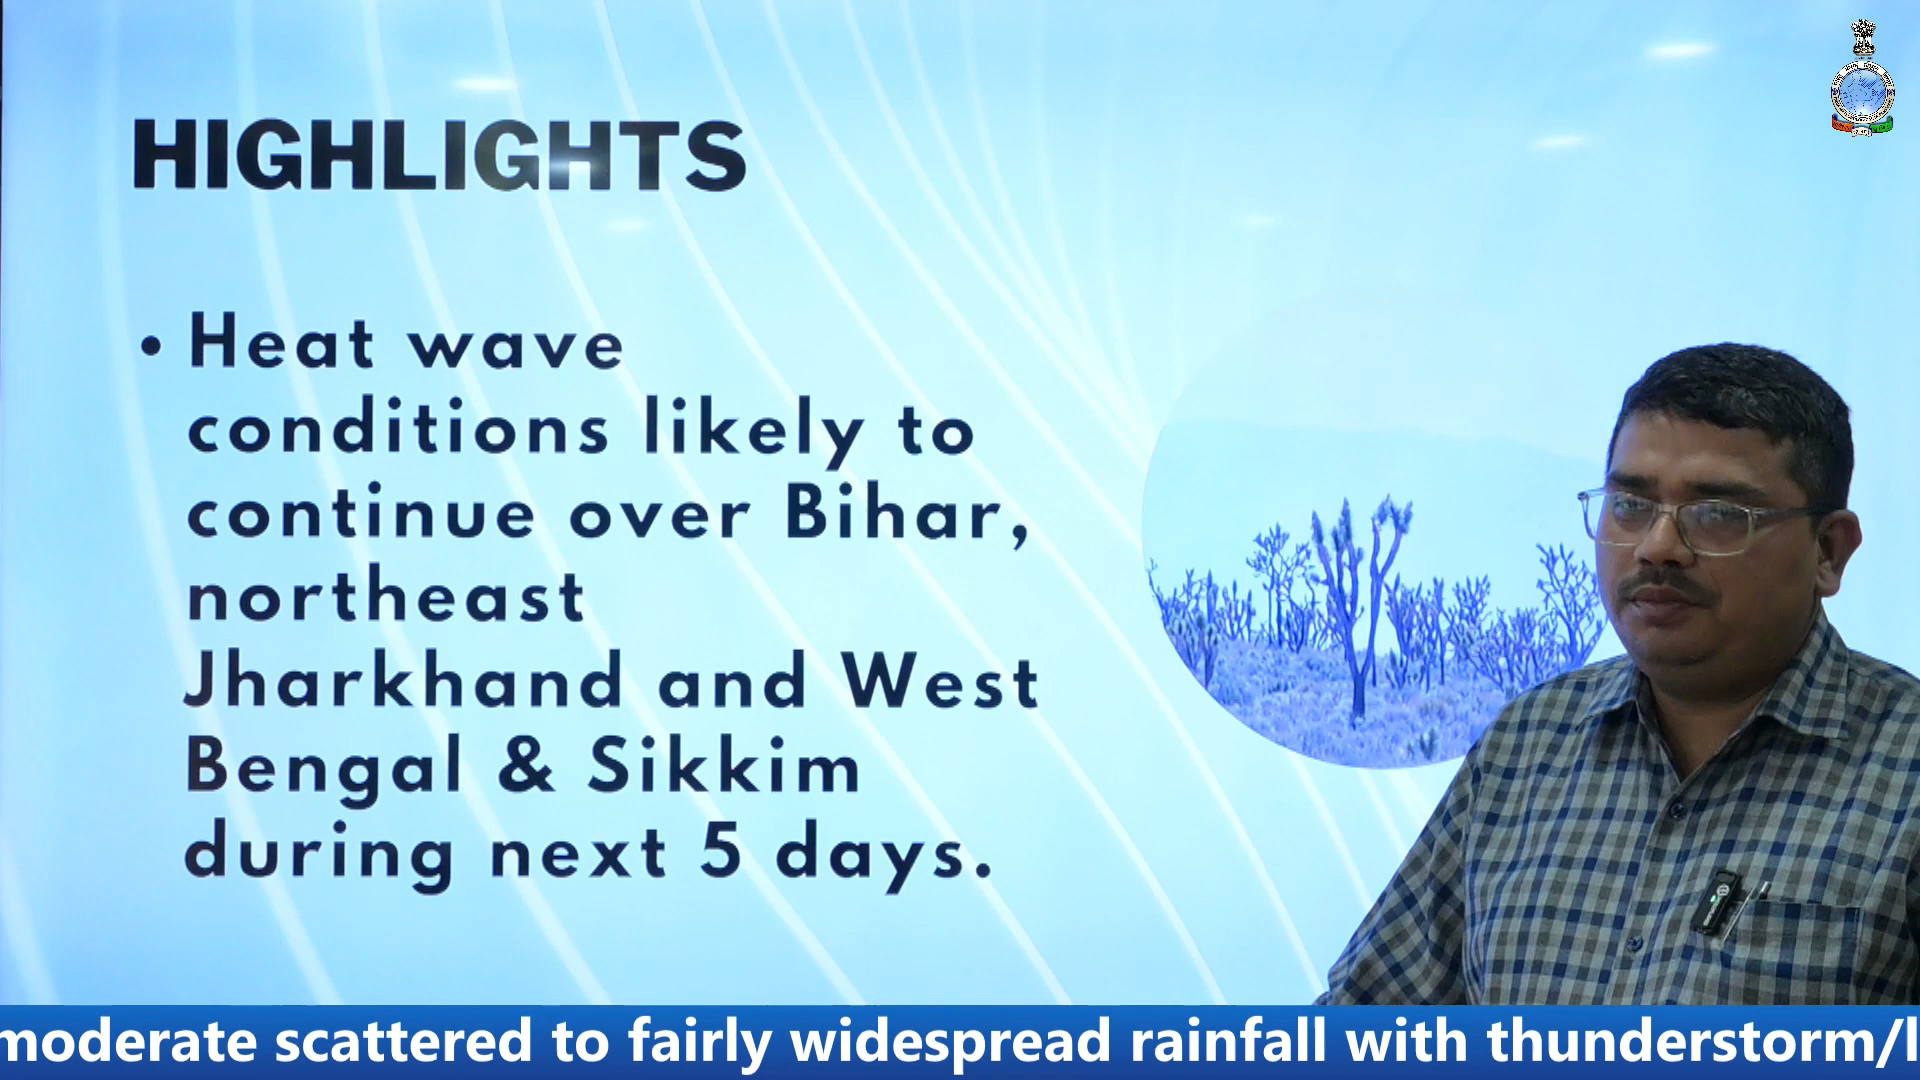 HIGHLIGHTS
• Heat wave
conditions likely to
continue over Bihar,
northeast
Jharkhand and West
Bengal & Sikkim
during next 5 days.
moderate scattered to fairly widespread rainfall with thunderstorm/l